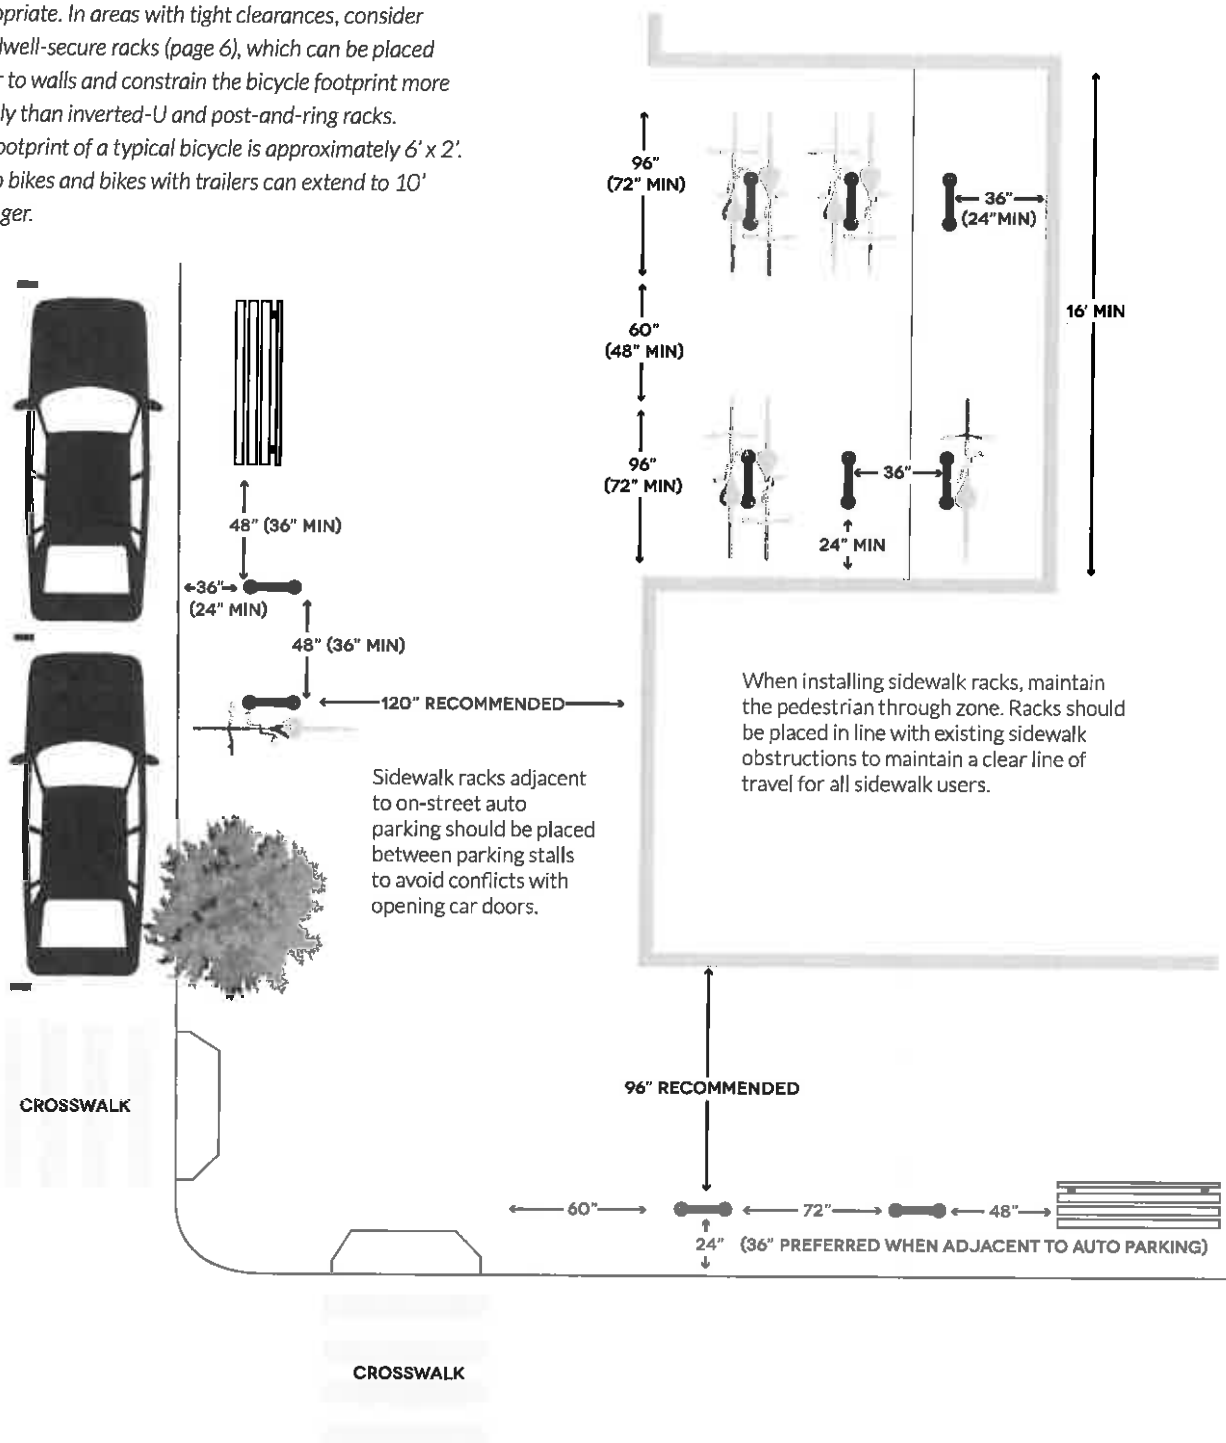 opriate. In areas with tight clearances, consider
lwell-secure racks (page 6), which can be placed
r to walls and constrain the bicycle footprint more
ly than inverted-U and post-and-ring racks.
ootprint of a typical bicycle is approximately 6' x 2'.
o bikes and bikes with trailers can extend to 10'
ger.
96"
(72" MIN)
36"
(24"MIN)
16' MIN
60"
(48" MIN)
96"
(72" MIN)
36"
24" MIN
48" (36" MIN)
36"
(24" MIN)
48" (36" MIN)
120" RECOMMENDED
When installing sidewalk racks, maintain
the pedestrian through zone. Racks should
be placed in line with existing sidewalk
obstructions to maintain a clear line of
travel for all sidewalk users.
Sidewalk racks adjacent
to on-street auto
parking should be placed
between parking stalls
to avoid conflicts with
opening car doors.
96" RECOMMENDED
CROSSWALK
60"
72"
48"
24" (36" PREFERRED WHEN ADJACENT TO AUTO PARKING)
CROSSWALK